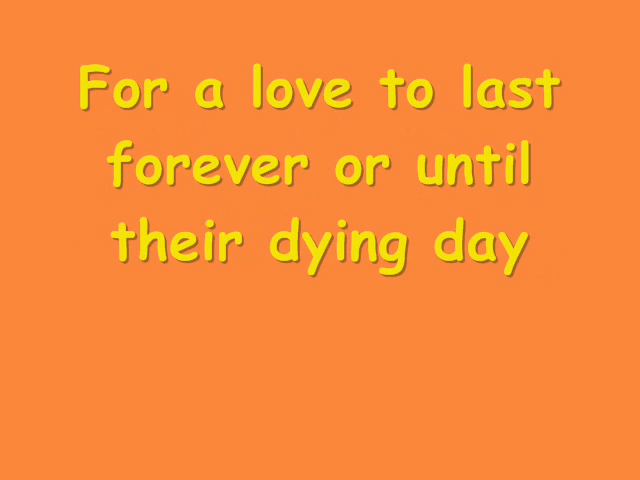 For a love to last
forever or until
their dying day